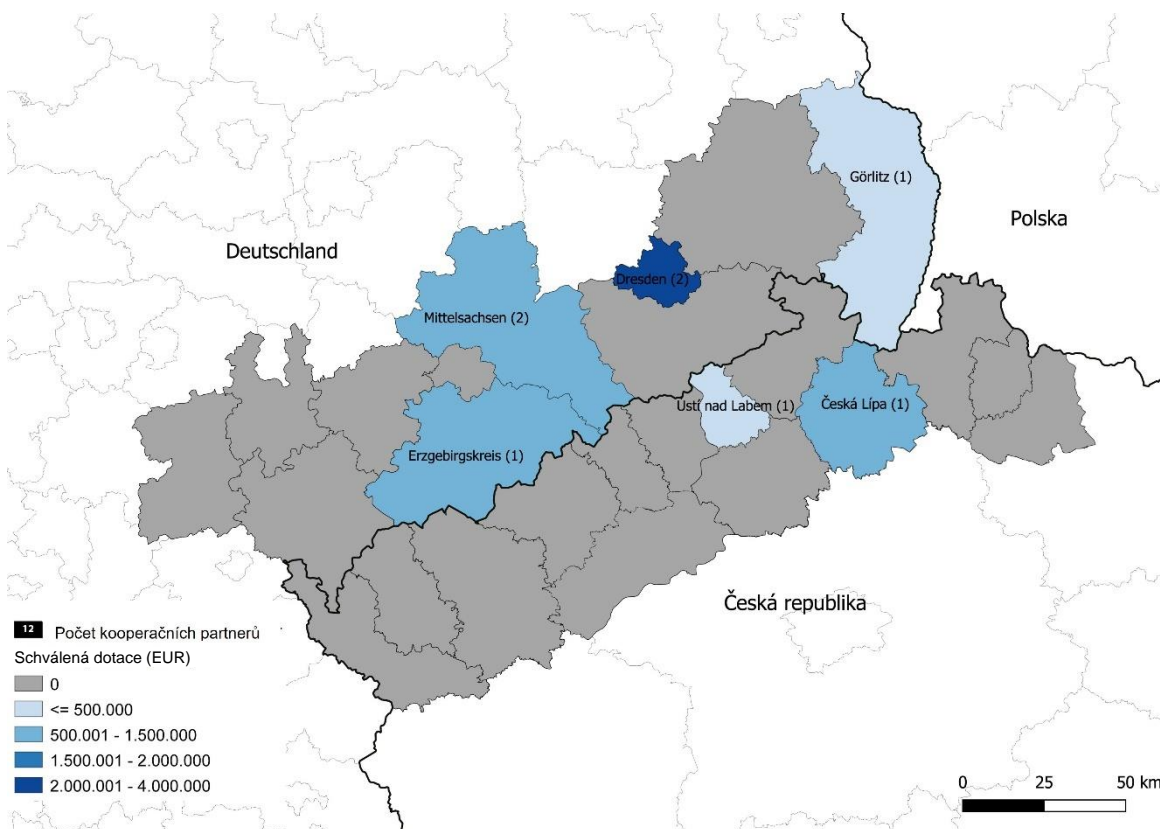 Görlitz (1)
Polska
Deutschland
Dresden (2)
Mittelsachsen (2)
Ústí nad Labem (1)
Česká Lípa (1)
Erzgebirgskreis (1)
Česká republika
12 Počet kooperačních partnerů
Schválená dotace (EUR)
0
<= 500.000
500.001 - 1.500.000
1.500.001 - 2.000.000
2.000.001 - 4.000.000
0 25 50 km